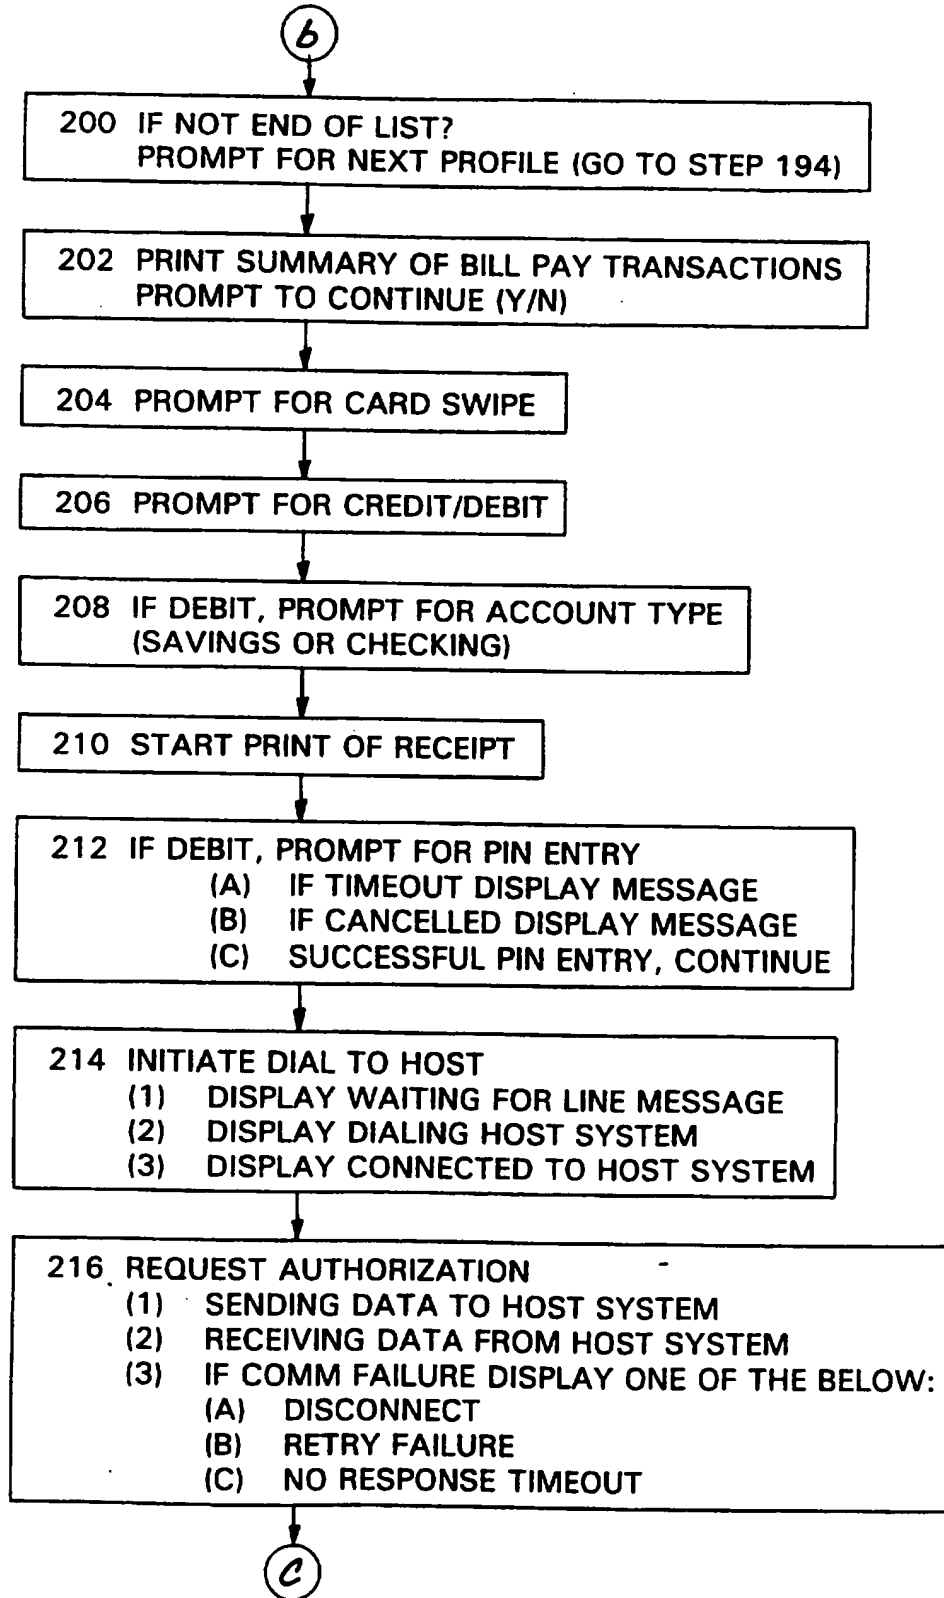 b
200 IF NOT END OF LIST?
PROMPT FOR NEXT PROFILE (GO TO STEP 194)
202 PRINT SUMMARY OF BILL PAY TRANSACTIONS
PROMPT TO CONTINUE (Y/N)
204 PROMPT FOR CARD SWIPE
206 PROMPT FOR CREDIT/DEBIT
208 IF DEBIT, PROMPT FOR ACCOUNT TYPE
(SAVINGS OR CHECKING)
210 START PRINT OF RECEIPT
212 IF DEBIT, PROMPT FOR PIN ENTRY
(A) IF TIMEOUT DISPLAY MESSAGE
(B) IF CANCELLED DISPLAY MESSAGE
(C) SUCCESSFUL PIN ENTRY, CONTINUE
214 INITIATE DIAL TO HOST
(1) DISPLAY WAITING FOR LINE MESSAGE
(2) DISPLAY DIALING HOST SYSTEM
(3) DISPLAY CONNECTED TO HOST SYSTEM
216 REQUEST AUTHORIZATION
(1) SENDING DATA TO HOST SYSTEM
(2) RECEIVING DATA FROM HOST SYSTEM
(3) IF COMM FAILURE DISPLAY ONE OF THE BELOW:
(A) DISCONNECT
(B) RETRY FAILURE
(C) NO RESPONSE TIMEOUT
C